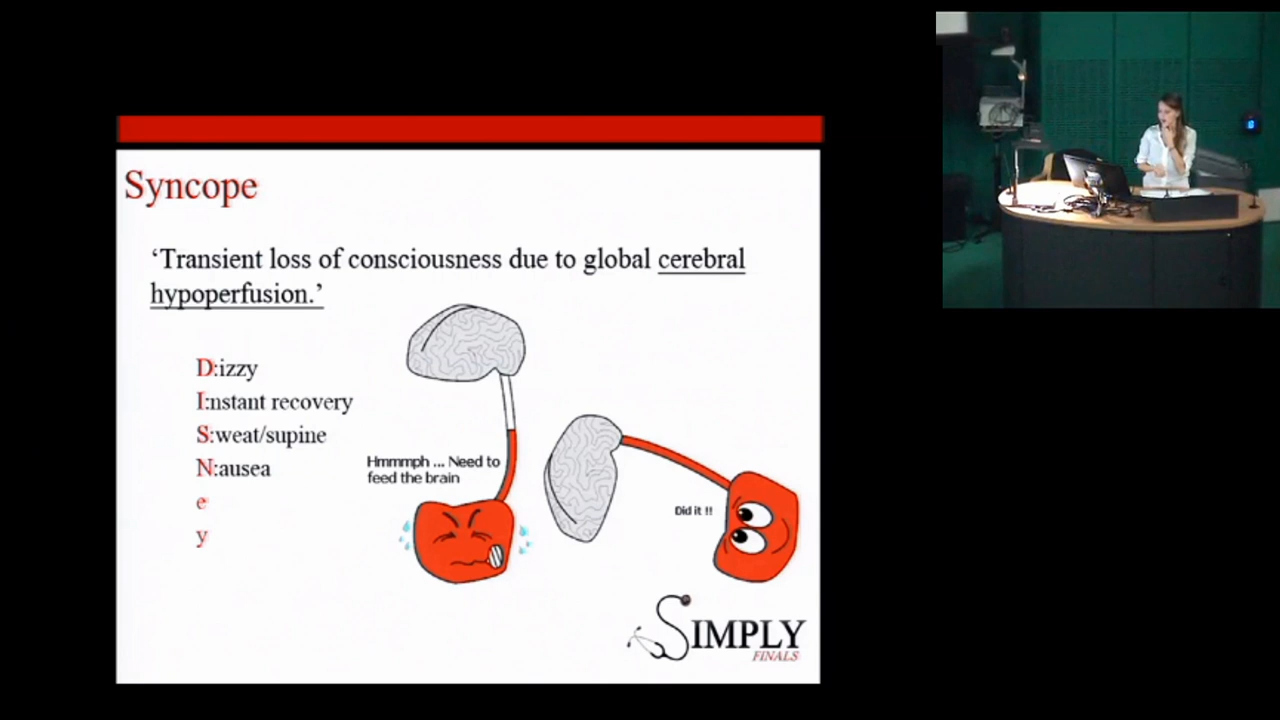 Syncope
‘Transient loss of consciousness due to global cerebral
hypoperfusion.’
D:izzy
I:nstant recovery
S:weat/supine
N:ausea
e
y
Hmmmph ... Need to
feed the brain
Did it !!
SIMPLY
FINALS